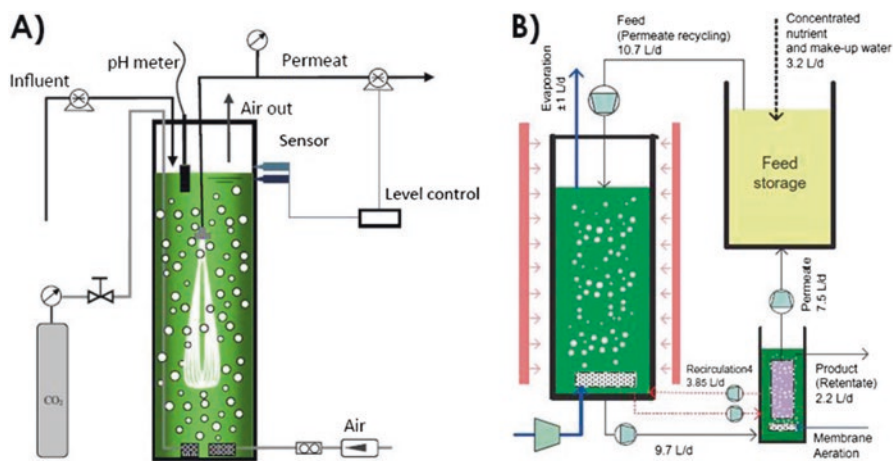 A)
pH meter
Permeat
Influent
Air out
Sensor
Level control
CO₂
Air
B)
Feed
(Permeate recycling)
10.7 L/d
Concentrated
nutrient
and make-up water
3.2 L/d
Evaporation
±1 L/d
Feed
storage
Permeate
7.5 L/d
Recirculation4
3.85 L/d
Product
(Retentate)
2.2 L/d
9.7 L/d
Membrane
Aeration